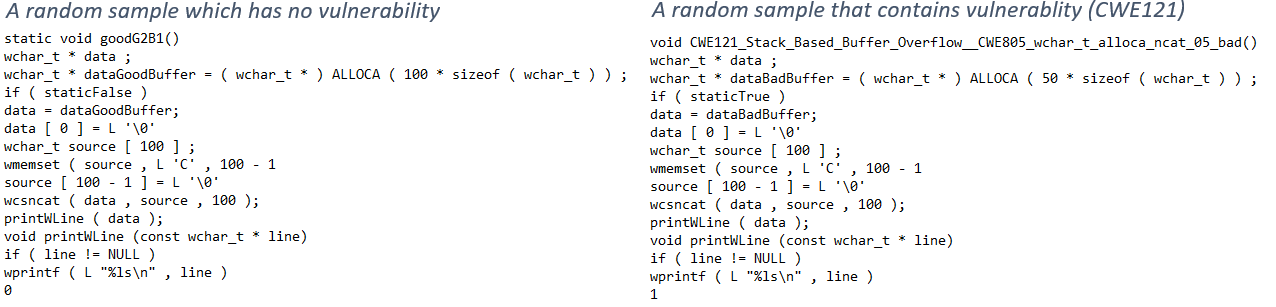 A random sample which has no vulnerability
static void goodG2B1()
wchar_t * data ;
wchar_t * dataGoodBuffer = ( wchar_t * ) ALLOCA ( 100 * sizeof ( wchar_t ) ) ;
if ( staticFalse )
data = dataGoodBuffer;
data [ 0 ] = L '\0'
wchar_t source [ 100 ] ;
wmemset ( source , L 'C' , 100 - 1
source [ 100 - 1 ] = L '\0'
wcsncat ( data , source , 100 );
printWLine ( data );
void printWLine (const wchar_t * line)
if ( line != NULL )
wprintf ( L "%ls\n" , line )
0
A random sample that contains vulnerablity (CWE121)
void CWE121_Stack_Based_Buffer_Overflow__CWE805_wchar_t_alloca_ncat_05_bad()
wchar_t * data ;
wchar_t * dataBadBuffer = ( wchar_t * ) ALLOCA ( 50 * sizeof ( wchar_t ) ) ;
if ( staticTrue )
data = dataBadBuffer;
data [ 0 ] = L '\0'
wchar_t source [ 100 ] ;
wmemset ( source , L 'C' , 100 - 1
source [ 100 - 1 ] = L '\0'
wcsncat ( data , source , 100 );
printWLine ( data );
void printWLine (const wchar_t * line)
if ( line != NULL )
wprintf ( L "%ls\n" , line )
1